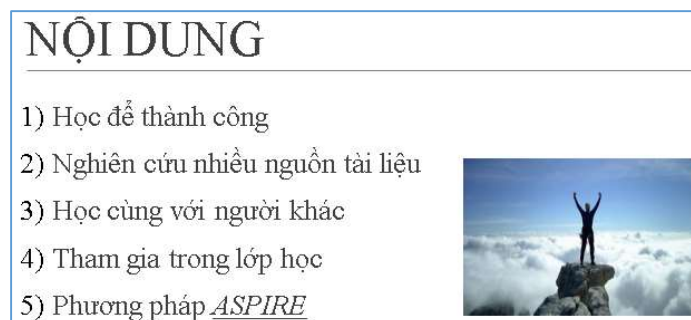 NỘI DUNG
1) Học để thành công
2) Nghiên cứu nhiều nguồn tài liệu
3) Học cùng với người khác
4) Tham gia trong lớp học
5) Phương pháp ASPIRE